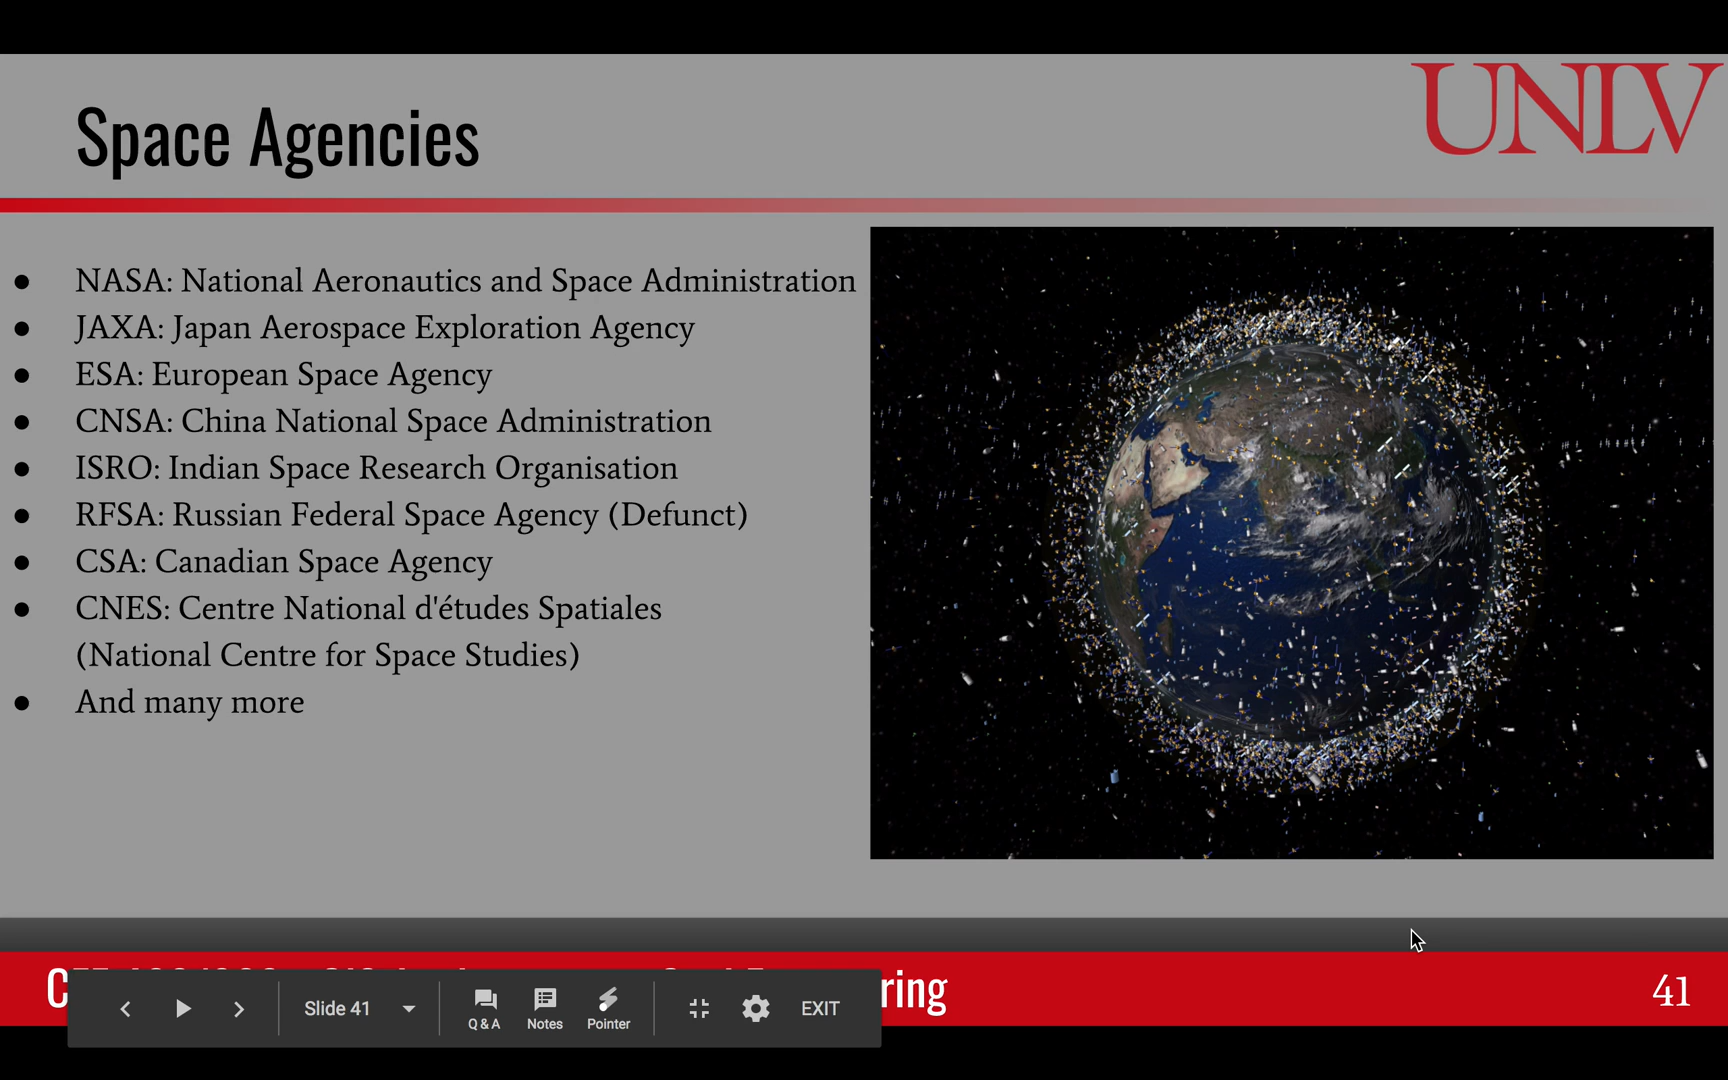 UNLV
Space Agencies
● NASA: National Aeronautics and Space Administration
● JAXA: Japan Aerospace Exploration Agency
● ESA: European Space Agency
● CNSA: China National Space Administration
● ISRO: Indian Space Research Organisation
● RFSA: Russian Federal Space Agency (Defunct)
● CSA: Canadian Space Agency
● CNES: Centre National d'études Spatiales
(National Centre for Space Studies)
● And many more
41
Slide 41
Q & A
Notes
Pointer
EXIT